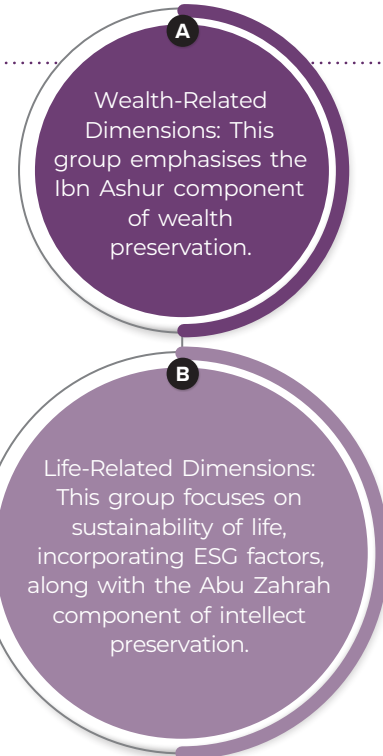 A
Wealth-Related
Dimensions: This
group emphasises the
Ibn Ashur component
of wealth
preservation.
B
Life-Related Dimensions:
This group focuses on
sustainability of life,
incorporating ESG factors,
along with the Abu Zahrah
component of intellect
preservation.